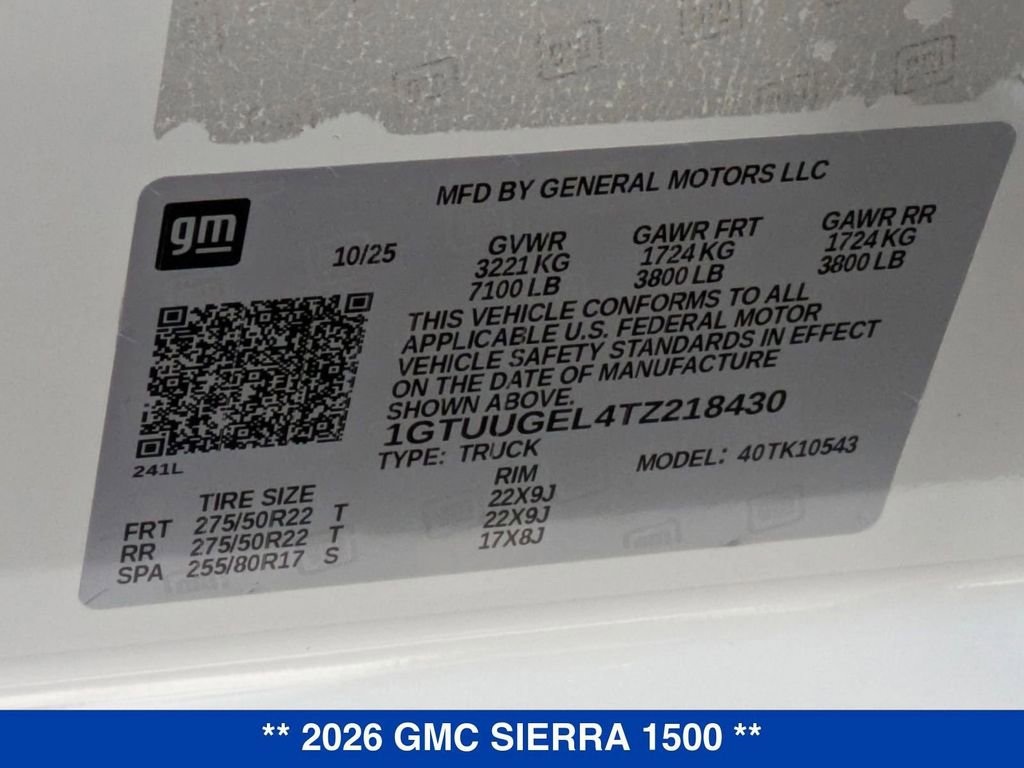 MFD BY GENERAL MOTORS LLC
gm
10/25
GVWR GAWR FRT GAWR RR
3221 KG 1724 KG 1724 KG
7100 LB 3800 LB 3800 LB
THIS VEHICLE CONFORMS TO ALL
APPLICABLE U.S. FEDERAL MOTOR
VEHICLE SAFETY STANDARDS IN EFFECT
ON THE DATE OF MANUFACTURE
SHOWN ABOVE.
1GTUUGEL4TZ218430
TYPE: TRUCK MODEL: 40TK10543
241L
TIRE SIZE RIM
FRT 275/50R22 T 22X9J
RR 275/50R22 T 22X9J
SPA 255/80R17 S 17X8J
** 2026 GMC SIERRA 1500 **